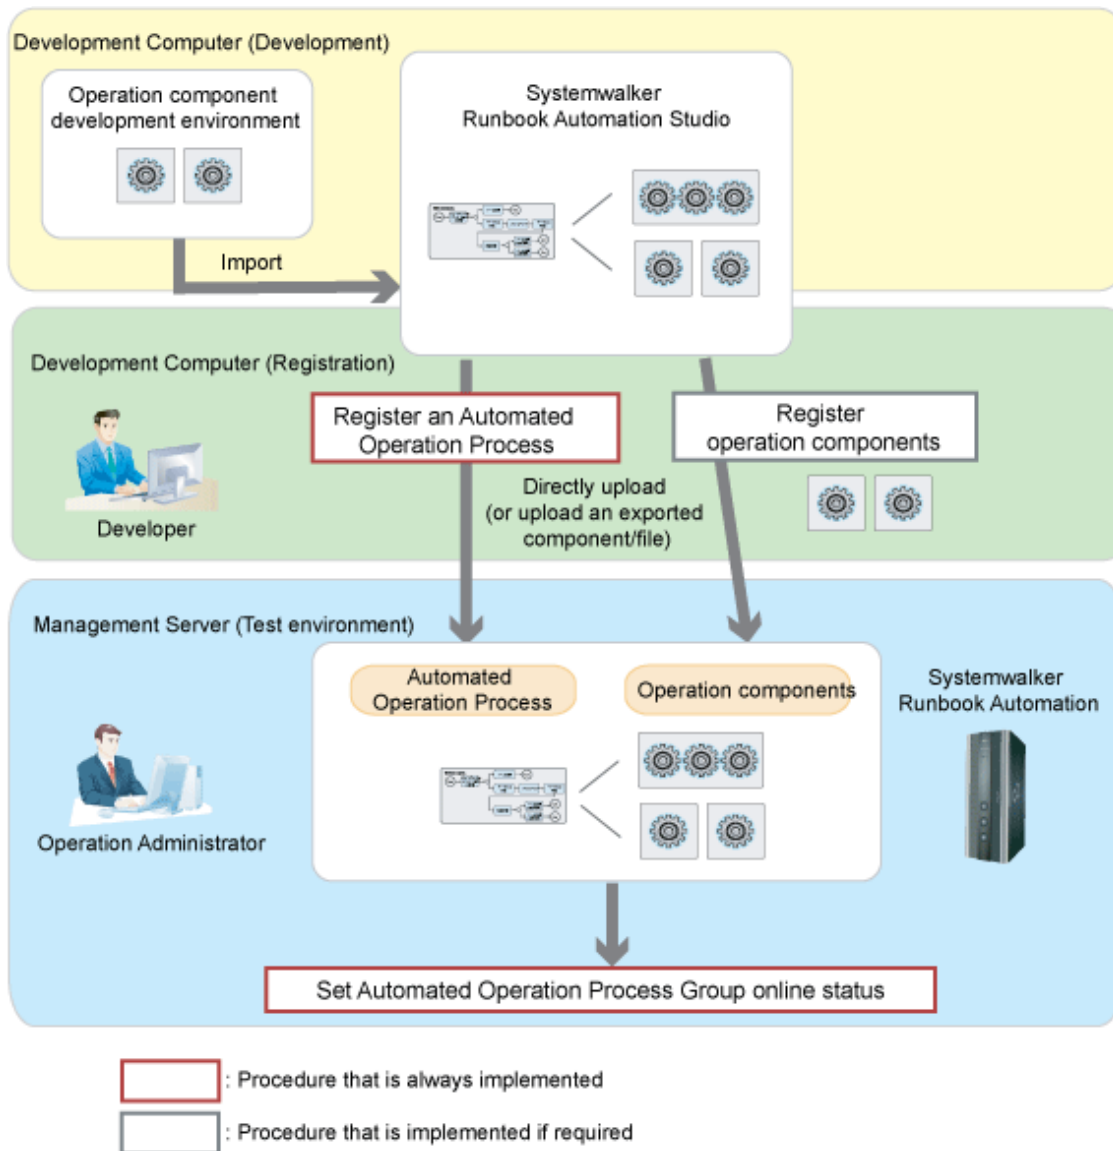 Development Computer (Development)
Operation component
development environment
Systemwalker
Runbook Automation Studio
Import
Development Computer (Registration)
Register an Automated
Operation Process
Register
operation components
Directly upload
(or upload an exported
component/file)
Developer
Management Server (Test environment)
Automated
Operation Process
Operation components
Systemwalker
Runbook Automation
Operation Administrator
Set Automated Operation Process Group online status
: Procedure that is always implemented
: Procedure that is implemented if required